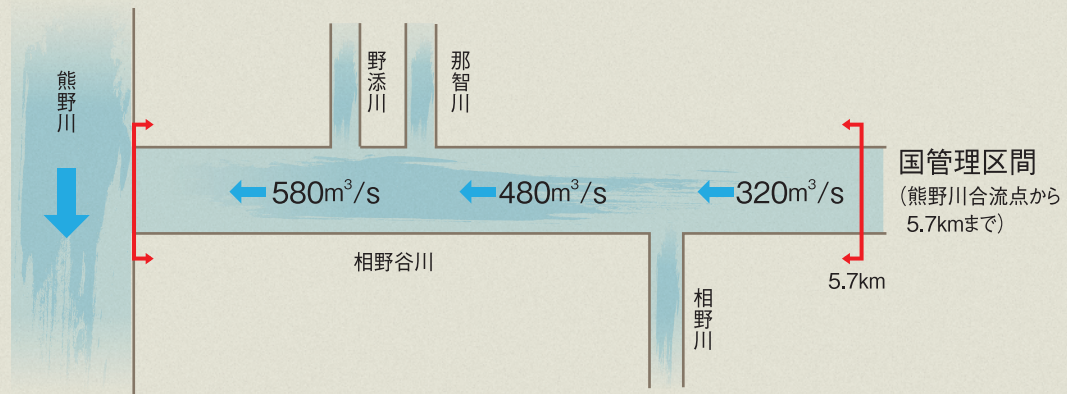 熊野川
野添川
那智川
580m³/s
480m³/s
320m³/s
国管理区間
（熊野川合流点から
5.7kmまで）
相野谷川
5.7km
相野川